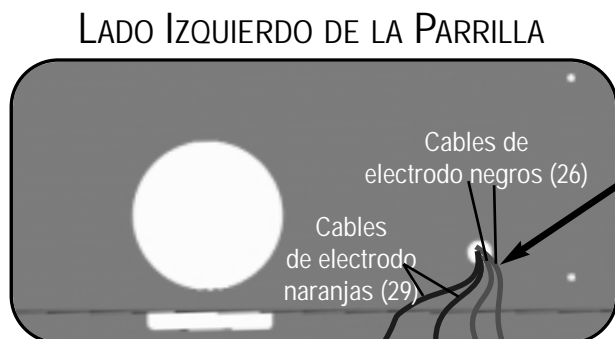 LADO IZQUIERDO DE LA PARRILLA
Cables de
electrodo negros (26)
Cables
de electrodo
naranjas (29)